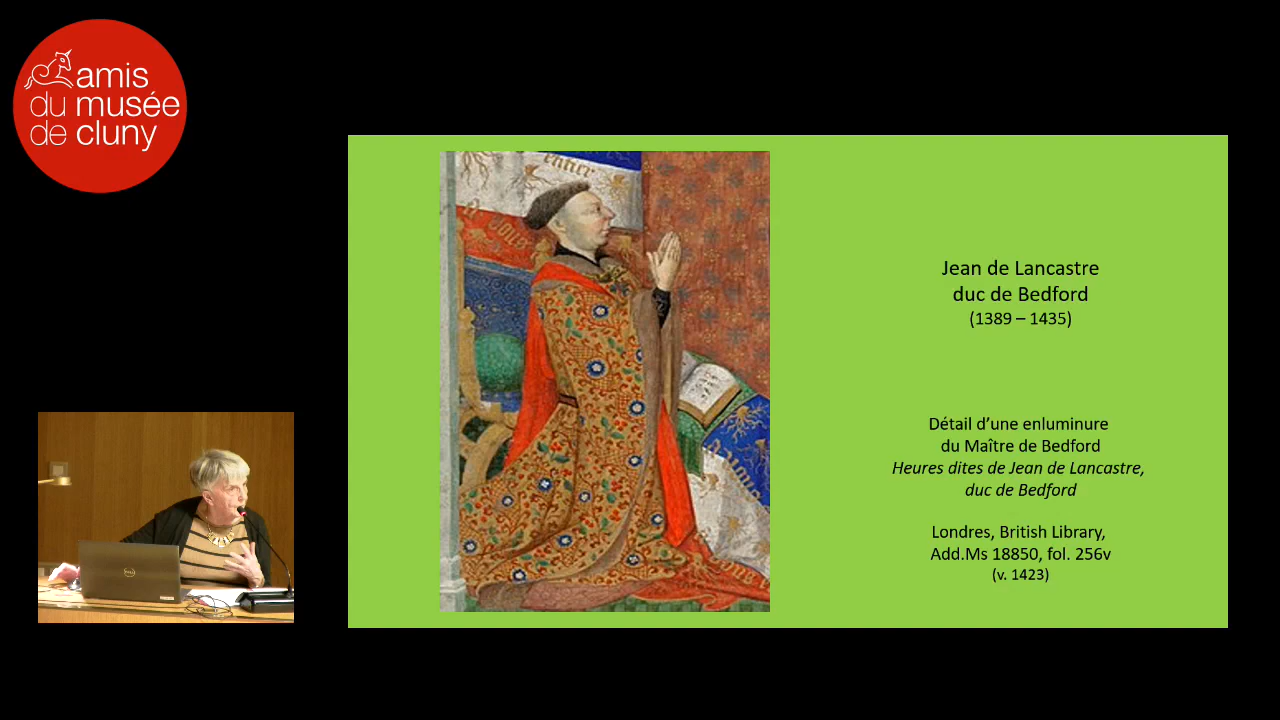 amis
du musée
de cluny
entier
Jean de Lancastre
duc de Bedford
(1389 – 1435)
Détail d’une enluminure
du Maître de Bedford
Heures dites de Jean de Lancastre,
duc de Bedford
Londres, British Library,
Add.Ms 18850, fol. 256v
(v. 1423)
DELL